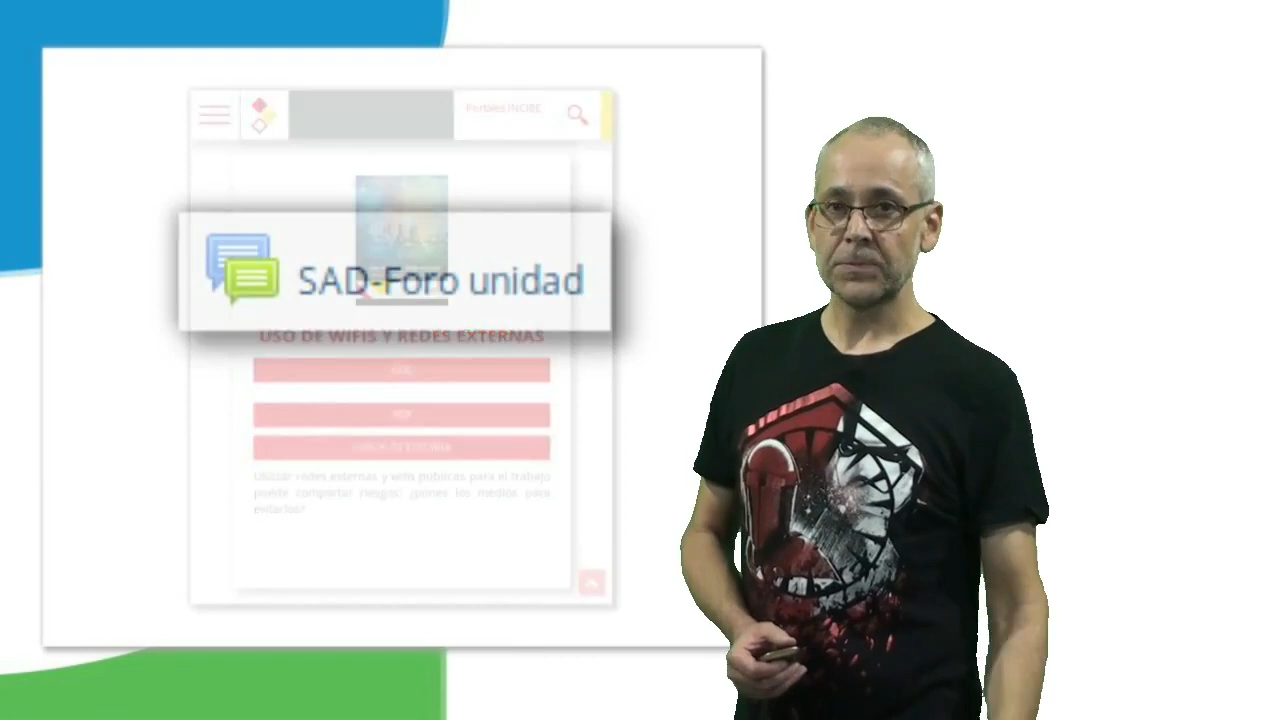 Portales INCIBE
SAD-Foro unidad
USO DE WIFIS Y REDES EXTERNAS
Utilizar redes externas y wifis públicas para el trabajo
puede comportar riesgos: ¿pones los medios para
evitarlos?